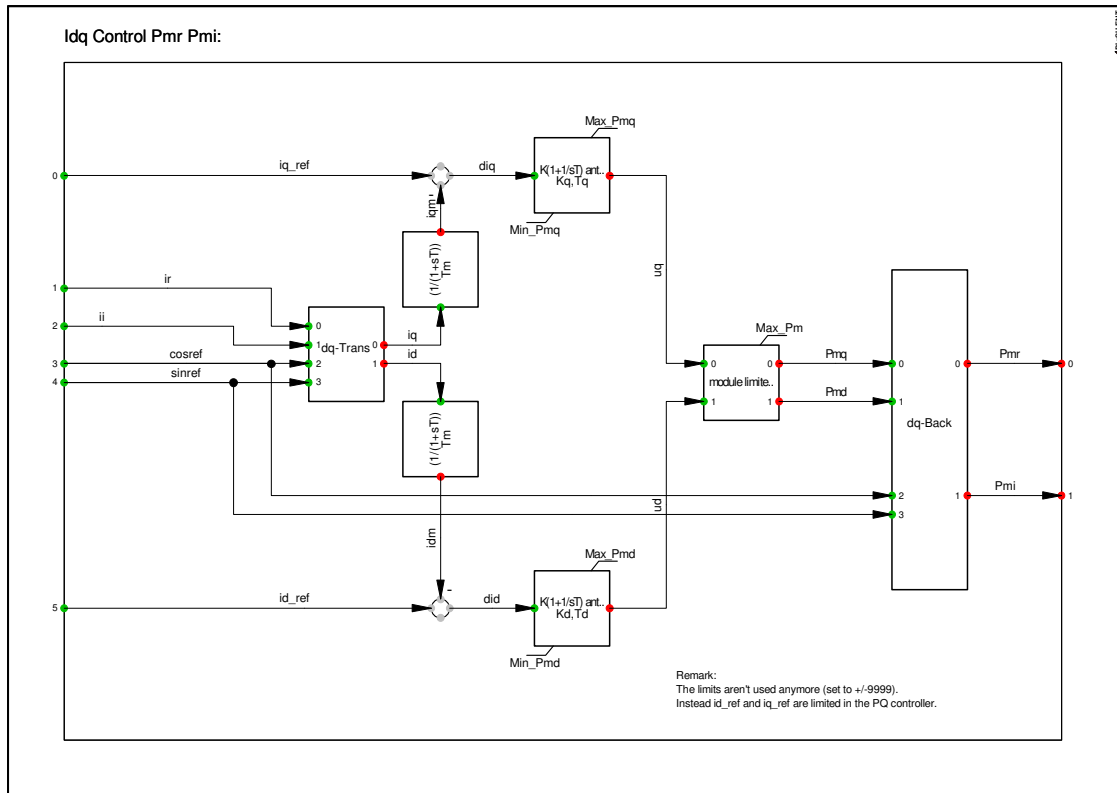 Idq Control Pmr Pmi:
Max_Pmq
0
iq_ref
diq
K(1+1/sT) ant..
Kq,Tq
Min_Pmq
iqm
-
(1/(1+sT))
Tm
uq
1
ir
2
ii
3
cosref
4
sinref
0
1
2
3
dq-Trans
0
1
iq
id
Max_Pm
0
1
module limite..
0
1
Pmq
Pmd
0
1
2
3
dq-Back
0
1
Pmr
Pmi
0
1
(1/(1+sT))
Tm
idm
ud
-
5
id_ref
did
Max_Pmd
K(1+1/sT) ant..
Kd,Td
Min_Pmd
Remark:
The limits aren't used anymore (set to +/-9999).
Instead id_ref and iq_ref are limited in the PQ controller.